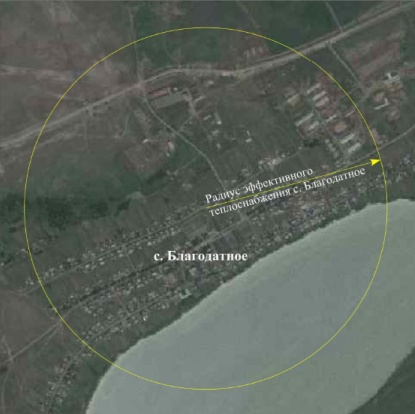 Радиус эффективного
теплоснабжения с. Благодатное
с. Благодатное